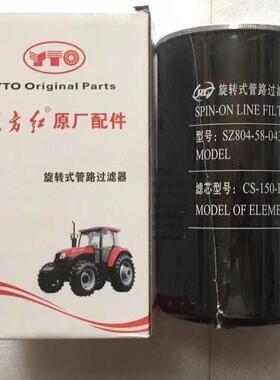 YTO
YTO Original Parts
东方红 原厂配件
旋转式管路过滤器
旋转式管路过滤
SPIN-ON LINE FILT
型号: SZ804-58-04
MODEL
滤芯型号: CS-150-
MODEL OF ELEME